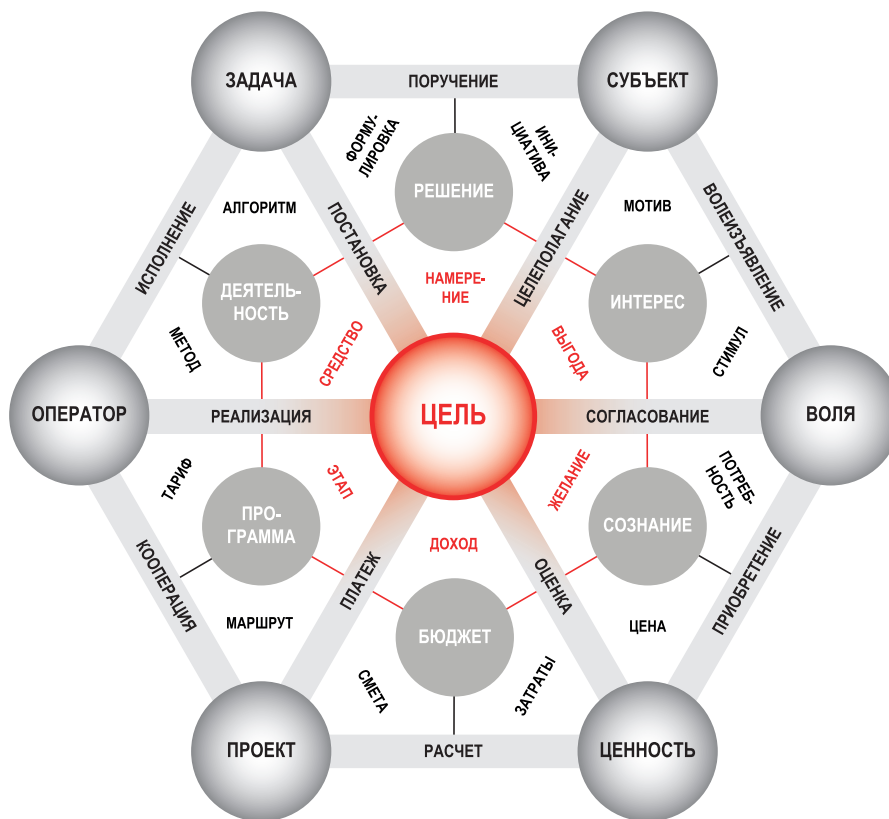 ЗАДАЧА
ПОРУЧЕНИЕ
СУБЪЕКТ
ФОРМУ-
ЛИРОВКА
ИНИ-
ЦИАТИВА
РЕШЕНИЕ
АЛГОРИТМ
МОТИВ
ИСПОЛНЕНИЕ
ПОСТАНОВКА
ЦЕЛЕПОЛАГАНИЕ
ВОЛЕИЗЪЯВЛЕНИЕ
НАМЕРЕ-
НИЕ
ДЕЯТЕЛЬ-
НОСТЬ
ИНТЕРЕС
МЕТОД
СРЕДСТВО
ВЫГОДА
СТИМУЛ
ОПЕРАТОР
РЕАЛИЗАЦИЯ
ЦЕЛЬ
СОГЛАСОВАНИЕ
ВОЛЯ
ТАРИФ
ЭТАП
ЖЕЛАНИЕ
ПОТРЕБ-
НОСТЬ
ПРО-
ГРАММА
СОЗНАНИЕ
ДОХОД
КООПЕРАЦИЯ
ПЛАТЕЖ
ОЦЕНКА
ПРИОБРЕТЕНИЕ
МАРШРУТ
БЮДЖЕТ
ЦЕНА
СМЕТА
ЗАТРАТЫ
ПРОЕКТ
РАСЧЕТ
ЦЕННОСТЬ